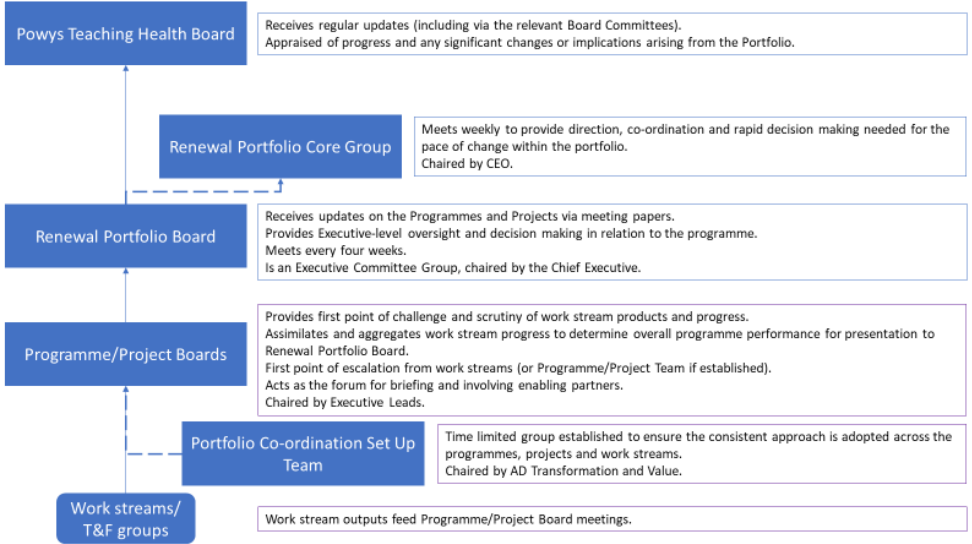 Powys Teaching Health Board
Receives regular updates (including via the relevant Board Committees).
Appraised of progress and any significant changes or implications arising from the Portfolio.
Renewal Portfolio Core Group
Meets weekly to provide direction, co-ordination and rapid decision making needed for the
pace of change within the portfolio.
Chaired by CEO.
Renewal Portfolio Board
Receives updates on the Programmes and Projects via meeting papers.
Provides Executive-level oversight and decision making in relation to the programme.
Meets every four weeks.
Is an Executive Committee Group, chaired by the Chief Executive.
Programme/Project Boards
Provides first point of challenge and scrutiny of work stream products and progress.
Assimilates and aggregates work stream progress to determine overall programme performance for presentation to
Renewal Portfolio Board.
First point of escalation from work streams (or Programme/Project Team if established).
Acts as the forum for briefing and involving enabling partners.
Chaired by Executive Leads.
Portfolio Co-ordination Set Up
Team
Time limited group established to ensure the consistent approach is adopted across the
programmes, projects and work streams.
Chaired by AD Transformation and Value.
Work streams/
T&F groups
Work stream outputs feed Programme/Project Board meetings.